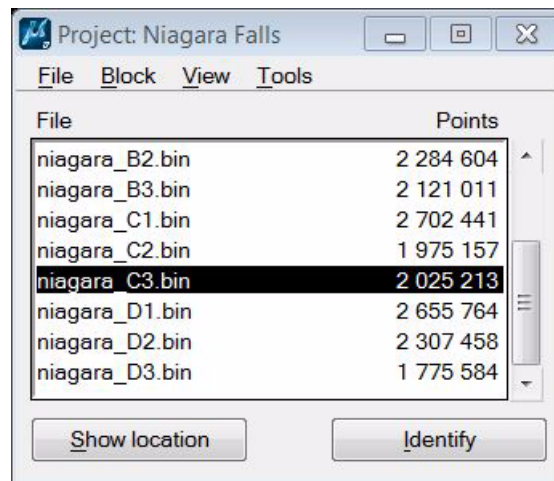 Project: Niagara Falls
File Block View Tools
File Points
niagara_B2.bin 2 284 604
niagara_B3.bin 2 121 011
niagara_C1.bin 2 702 441
niagara_C2.bin 1 975 157
niagara_C3.bin 2 025 213
niagara_D1.bin 2 655 764
niagara_D2.bin 2 307 458
niagara_D3.bin 1 775 584
Show location Identify